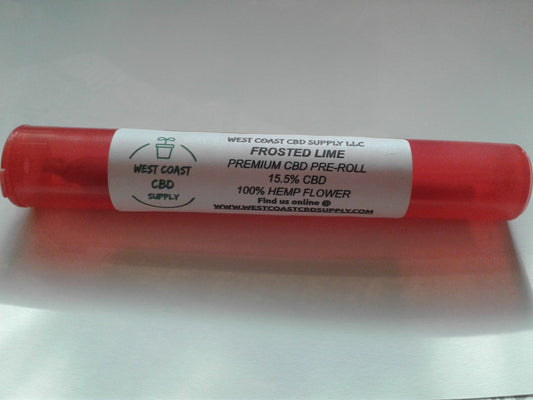 WEST COAST
CBD
SUPPLY
WEST COAST CBD SUPPLY LLC
FROSTED LIME
PREMIUM CBD PRE-ROLL
15.5% CBD
100% HEMP FLOWER
Find us online @
WWW.WESTCOASTCBDSUPPLY.COM